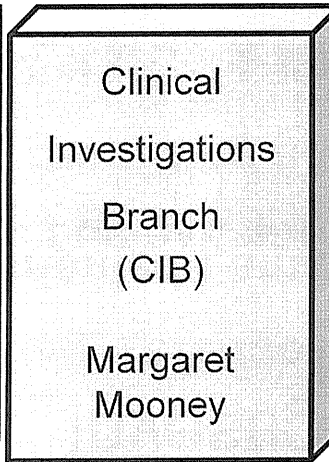 Clinical
Investigations
Branch
(CIB)
Margaret
Mooney